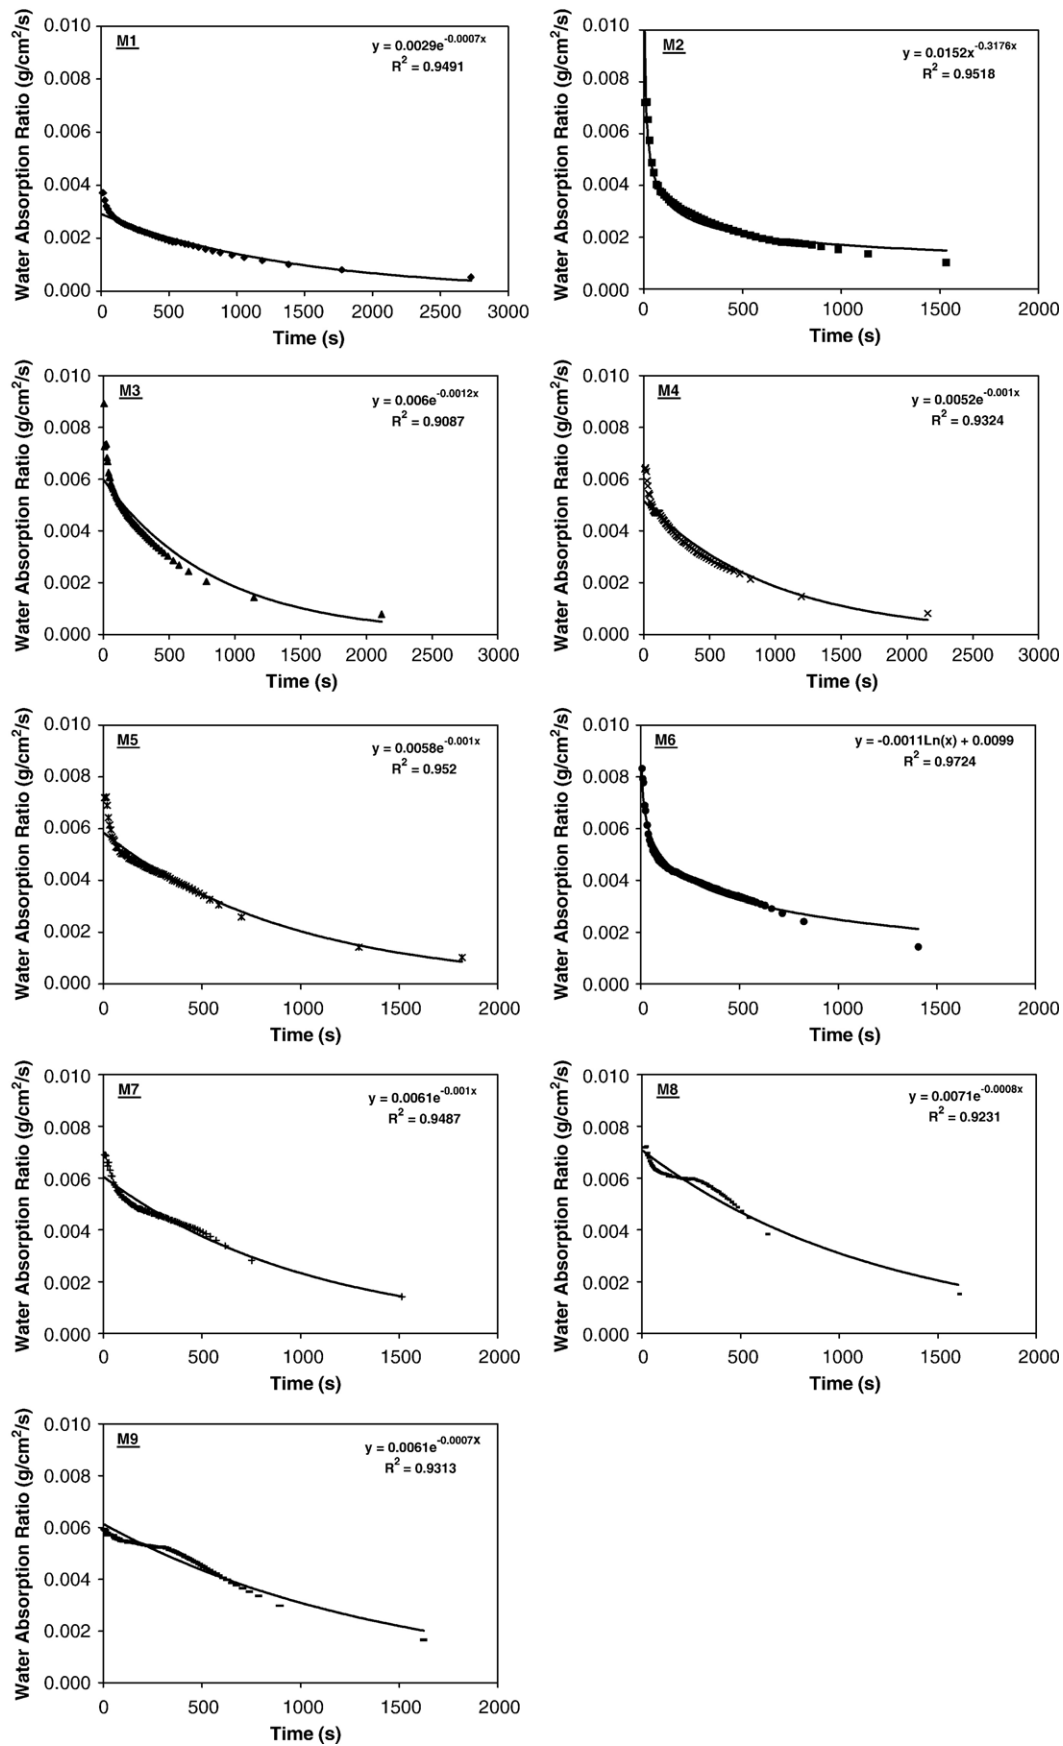 M1
y = 0.0029e^-0.0007x
R² = 0.9491
Water Absorption Ratio (g/cm²/s)
0.010
0.008
0.006
0.004
0.002
0.000
0 500 1000 1500 2000 2500 3000
Time (s)
M2
y = 0.0152x^-0.3176x
R² = 0.9518
Water Absorption Ratio (g/cm²/s)
0.010
0.008
0.006
0.004
0.002
0.000
0 500 1000 1500 2000
Time (s)
M3
y = 0.006e^-0.0012x
R² = 0.9087
Water Absorption Ratio (g/cm²/s)
0.010
0.008
0.006
0.004
0.002
0.000
0 500 1000 1500 2000 2500 3000
Time (s)
M4
y = 0.0052e^-0.001x
R² = 0.9324
Water Absorption Ratio (g/cm²/s)
0.010
0.008
0.006
0.004
0.002
0.000
0 500 1000 1500 2000 2500 3000
Time (s)
M5
y = 0.0058e^-0.001x
R² = 0.952
Water Absorption Ratio (g/cm²/s)
0.010
0.008
0.006
0.004
0.002
0.000
0 500 1000 1500 2000
Time (s)
M6
y = -0.0011Ln(x) + 0.0099
R² = 0.9724
Water Absorption Ratio (g/cm²/s)
0.010
0.008
0.006
0.004
0.002
0.000
0 500 1000 1500 2000
Time (s)
M7
y = 0.0061e^-0.001x
R² = 0.9487
Water Absorption Ratio (g/cm²/s)
0.010
0.008
0.006
0.004
0.002
0.000
0 500 1000 1500 2000
Time (s)
M8
y = 0.0071e^-0.0008x
R² = 0.9231
Water Absorption Ratio (g/cm²/s)
0.010
0.008
0.006
0.004
0.002
0.000
0 500 1000 1500 2000
Time (s)
M9
y = 0.0061e^-0.0007X
R² = 0.9313
Water Absorption Ratio (g/cm²/s)
0.010
0.008
0.006
0.004
0.002
0.000
0 500 1000 1500 2000
Time (s)